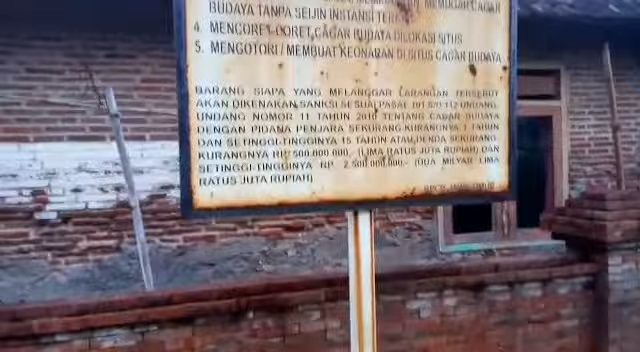 BUDAYA TANPA SEIJIN INSTANSI
4. MENCORET-CORET CAGAR BUDAYA DILOKASI SITUS
5. MENGOTORI / MEMBUAT KEONARAN DI SITUS CAGAR BUDAYA
BARANG SIAPA YANG MELANGGAR LARANGAN TERSEBUT
AKAN DIKENAKAN SANKSI SESUAI PASAL 101 S/D 112 UNDANG-
UNDANG NOMOR 11 TAHUN 2010 TENTANG CAGAR BUDAYA
DENGAN PIDANA PENJARA SEKURANG KURANGNYA 1 TAHUN
DAN SETINGGI-TINGGINYA 15 TAHUN ATAU DENDA SEKURANG
KURANGNYA RP 500.000.000,- (LIMA RATUS JUTA RUPIAH) DAN
SETINGGI-TINGGINYA RP. 2.500.000.000,- (DUA MILYAR LIMA
RATUS JUTA RUPIAH)
BPCB JAWA TIMUR